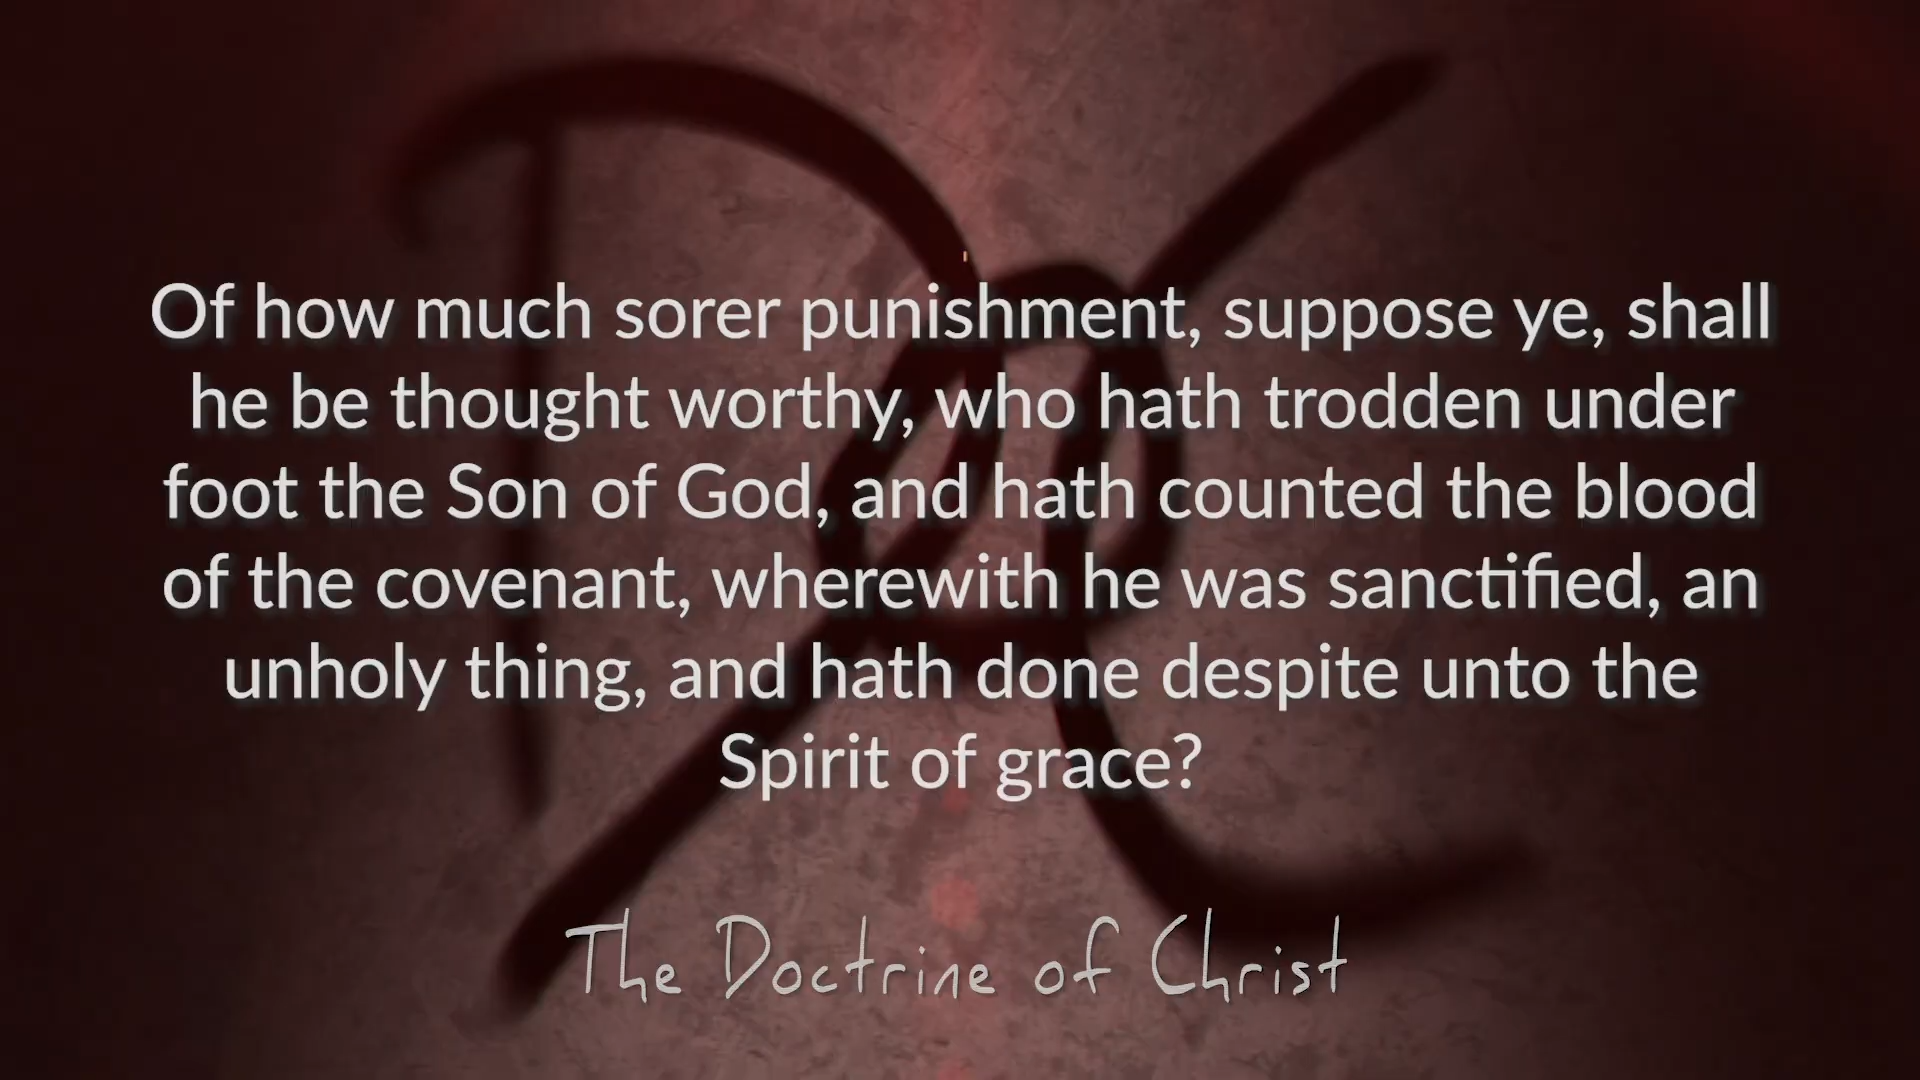 Of how much sorer punishment, suppose ye, shall
he be thought worthy, who hath trodden under
foot the Son of God, and hath counted the blood
of the covenant, wherewith he was sanctified, an
unholy thing, and hath done despite unto the
Spirit of grace?
The Doctrine of Christ